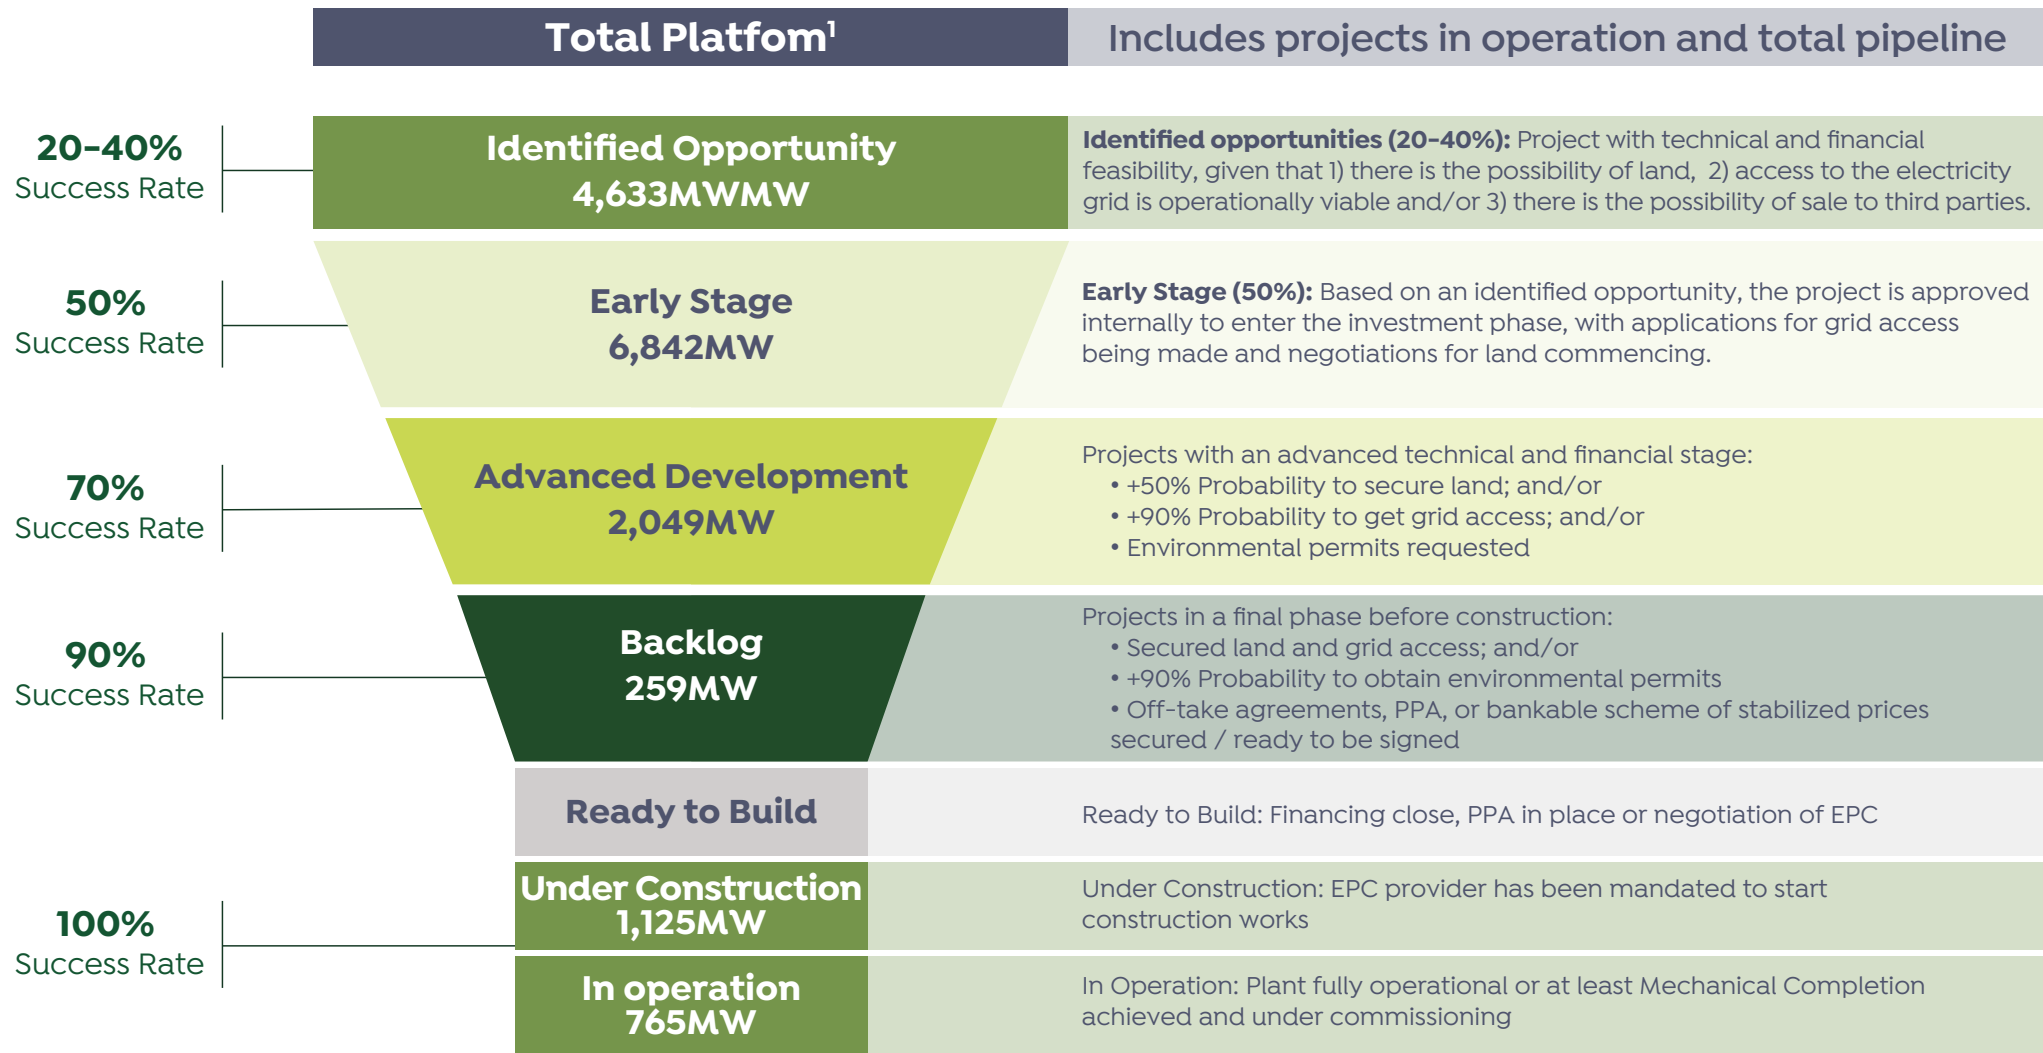 Total Platfom¹
Includes projects in operation and total pipeline
20-40%
Success Rate
Identified Opportunity
4,633MWMW
Identified opportunities (20-40%): Project with technical and financial
feasibility, given that 1) there is the possibility of land, 2) access to the electricity
grid is operationally viable and/or 3) there is the possibility of sale to third parties.
50%
Success Rate
Early Stage
6,842MW
Early Stage (50%): Based on an identified opportunity, the project is approved
internally to enter the investment phase, with applications for grid access
being made and negotiations for land commencing.
70%
Success Rate
Advanced Development
2,049MW
Projects with an advanced technical and financial stage:
• +50% Probability to secure land; and/or
• +90% Probability to get grid access; and/or
• Environmental permits requested
90%
Success Rate
Backlog
259MW
Projects in a final phase before construction:
• Secured land and grid access; and/or
• +90% Probability to obtain environmental permits
• Off-take agreements, PPA, or bankable scheme of stabilized prices
secured / ready to be signed
Ready to Build
Ready to Build: Financing close, PPA in place or negotiation of EPC
100%
Success Rate
Under Construction
1,125MW
Under Construction: EPC provider has been mandated to start
construction works
In operation
765MW
In Operation: Plant fully operational or at least Mechanical Completion
achieved and under commissioning